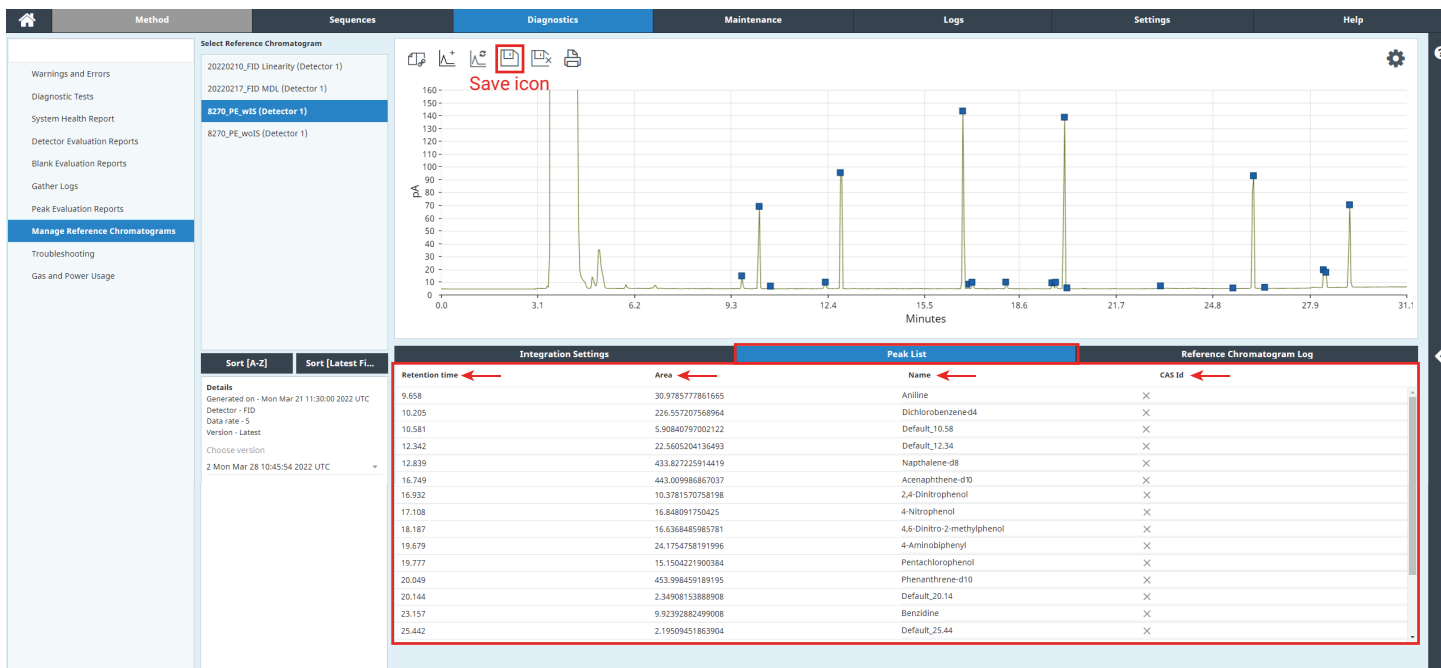 Method Sequences Diagnostics Maintenance Logs Settings Help
Warnings and Errors
Diagnostic Tests
System Health Report
Detector Evaluation Reports
Blank Evaluation Reports
Gather Logs
Peak Evaluation Reports
Manage Reference Chromatograms
Troubleshooting
Gas and Power Usage
Select Reference Chromatogram
20220210_FID Linearity (Detector 1)
20220217_FID MDL (Detector 1)
8270_PE_wIS (Detector 1)
8270_PE_woIS (Detector 1)
Sort [A-Z] Sort [Latest Fi...
Details
Generated on - Mon Mar 21 11:30:00 2022 UTC
Detector - FID
Data rate - 5
Version - Latest
Choose version
2 Mon Mar 28 10:45:54 2022 UTC
Save icon
160
150
140
130
120
110
100
90
80
70
60
50
40
30
20
10
0
pA
0.0 3.1 6.2 9.3 12.4 15.5 18.6 21.7 24.8 27.9 31.1
Minutes
Integration Settings Peak List Reference Chromatogram Log
Retention time Area Name CAS Id
9.658 30.9785777861665 Aniline
10.205 226.557207568964 Dichlorobenzene-d4
10.581 5.90840797002122 Default_10.58
12.342 22.5605204136493 Default_12.34
12.839 433.827225914419 Napthalene-d8
16.749 443.009986867037 Acenaphthene-d10
16.932 10.3781570758198 2,4-Dinitrophenol
17.108 16.848091750425 4-Nitrophenol
18.187 16.6368485985781 4,6-Dinitro-2-methylphenol
19.679 24.1754758191996 4-Aminobiphenyl
19.777 15.1504221900384 Pentachlorophenol
20.049 453.998459189195 Phenanthrene-d10
20.144 2.34908153888908 Default_20.14
23.157 9.92392882499008 Benzidine
25.442 2.19509451863904 Default_25.44